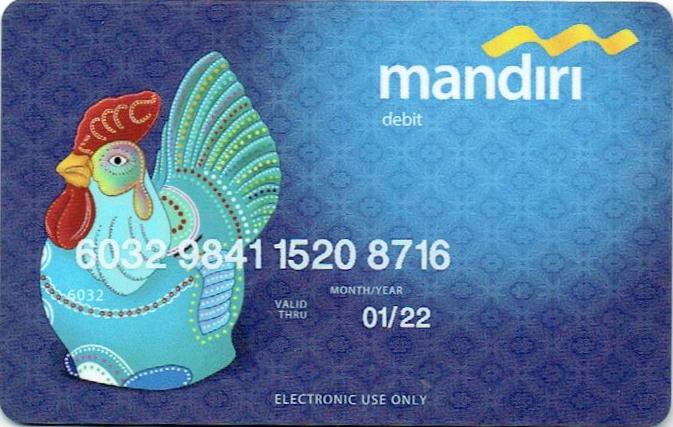 mandiri
debit
6032 9841 1520 8716
6032
MONTH/YEAR
VALID
THRU
01/22
ELECTRONIC USE ONLY